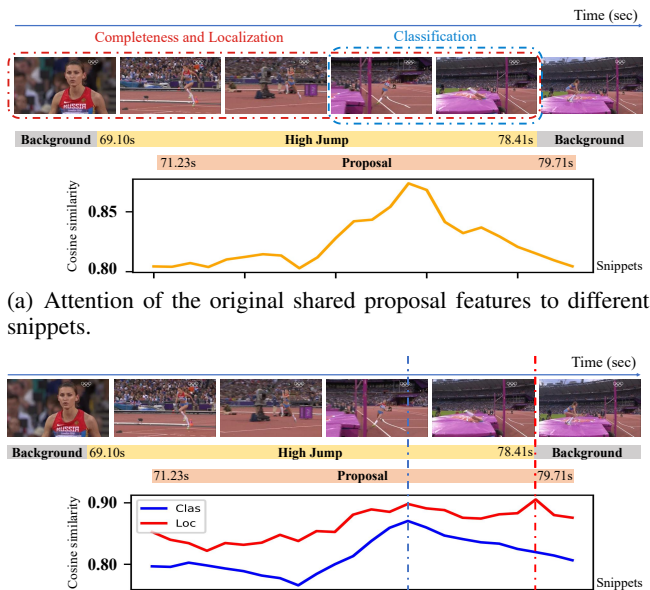 Time (sec)
Completeness and Localization
Classification
RUSSIA
Background
69.10s
High Jump
78.41s
Background
71.23s
Proposal
79.71s
Cosine similarity
0.85
0.80
Snippets
(a) Attention of the original shared proposal features to different
snippets.
Time (sec)
RUSSIA
Background
69.10s
High Jump
78.41s
Background
71.23s
Proposal
79.71s
Cosine similarity
0.90
0.80
Clas
Loc
Snippets